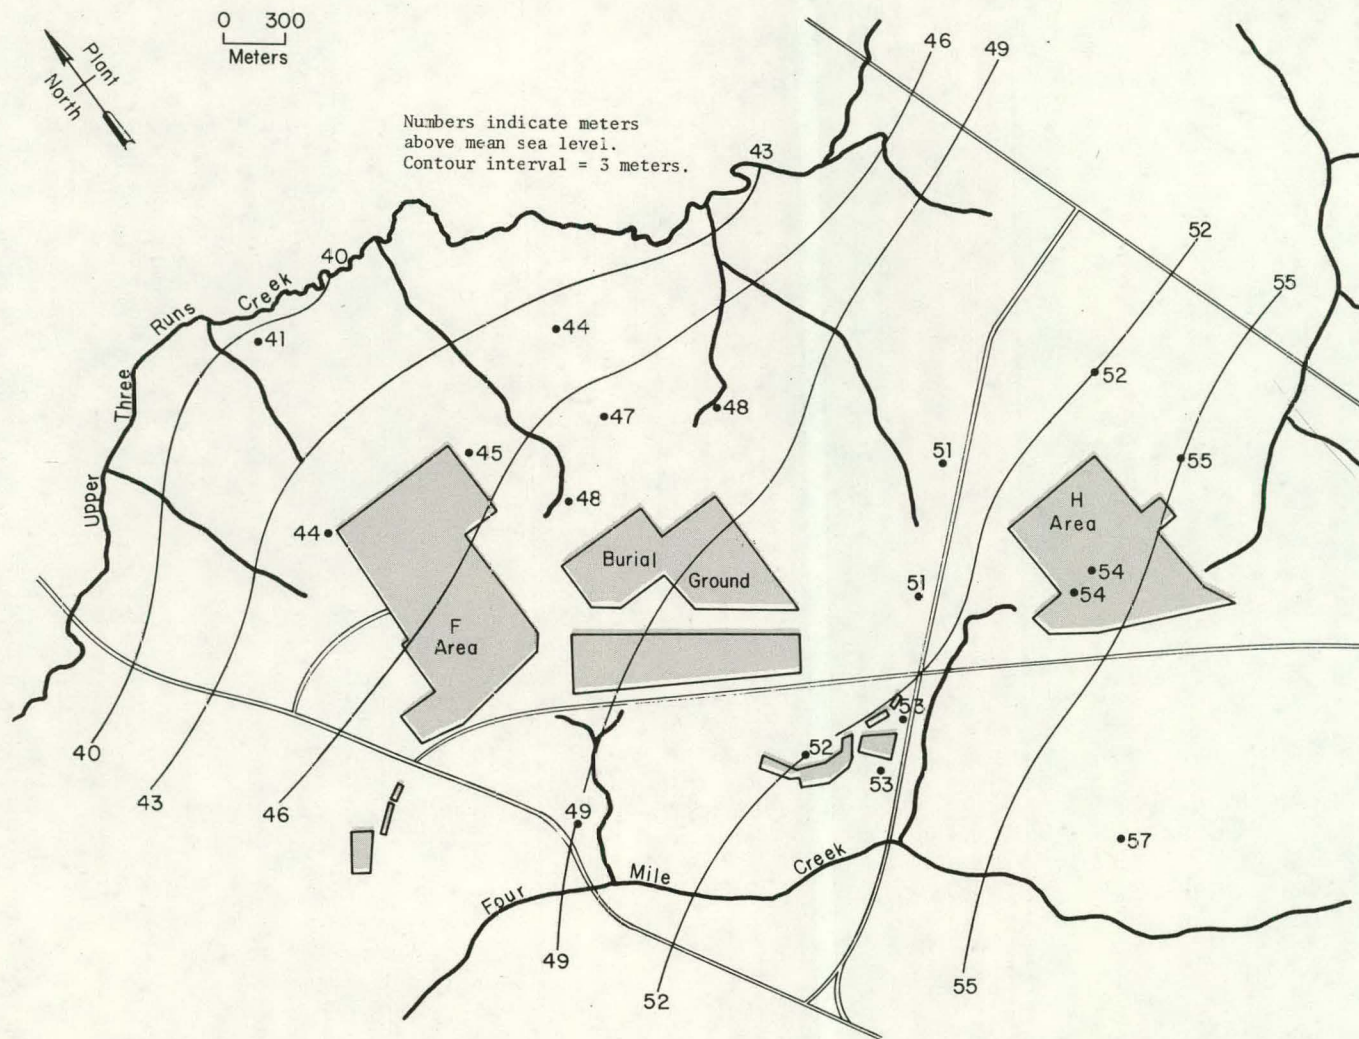 0 300
Meters
Plant
North
Numbers indicate meters
above mean sea level.
Contour interval = 3 meters.
46
49
43
40
52
55
Upper Three Runs Creek
41
44
52
47
48
45
51
55
48
44
H
Area
Burial
Ground
54
54
51
F
Area
53
52
53
40
43
46
49
57
Four Mile Creek
49
52
55